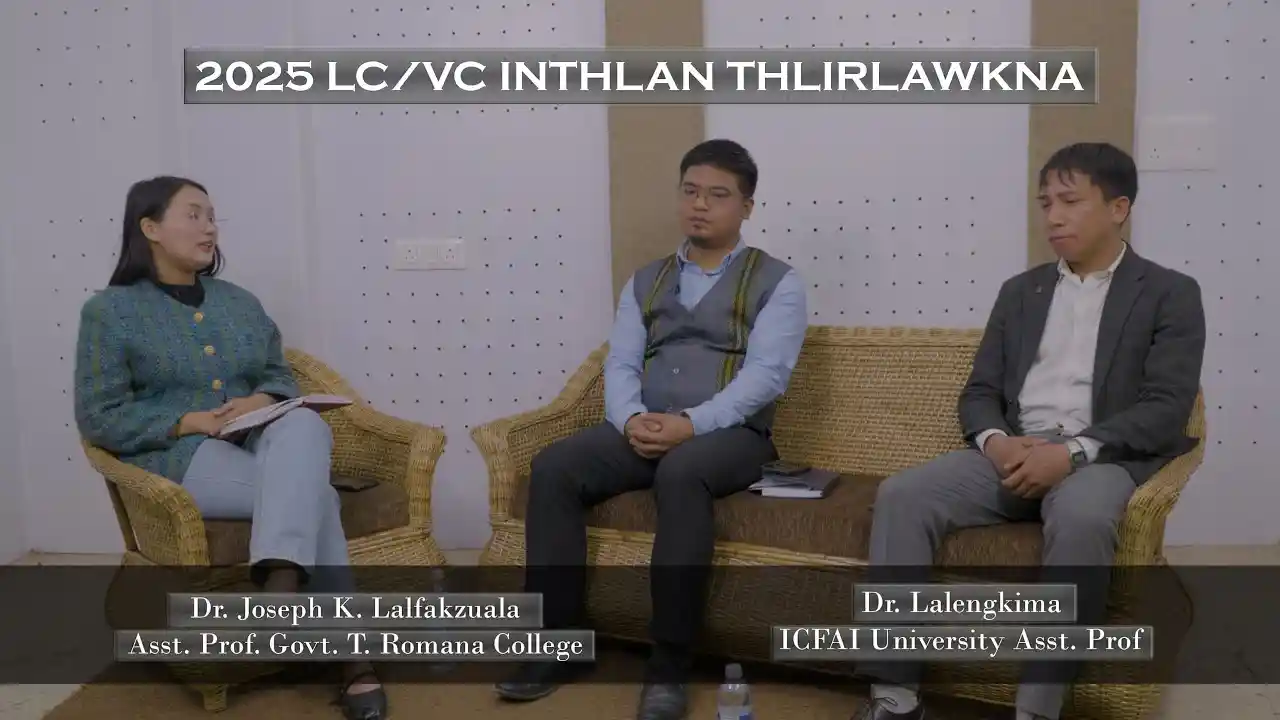 2025 LC/VC INTHLAN THLIRLAWKNA
Dr. Joseph K. Lalfakzuala
Asst. Prof. Govt. T. Romana College
Dr. Lalengkima
ICFAI University Asst. Prof